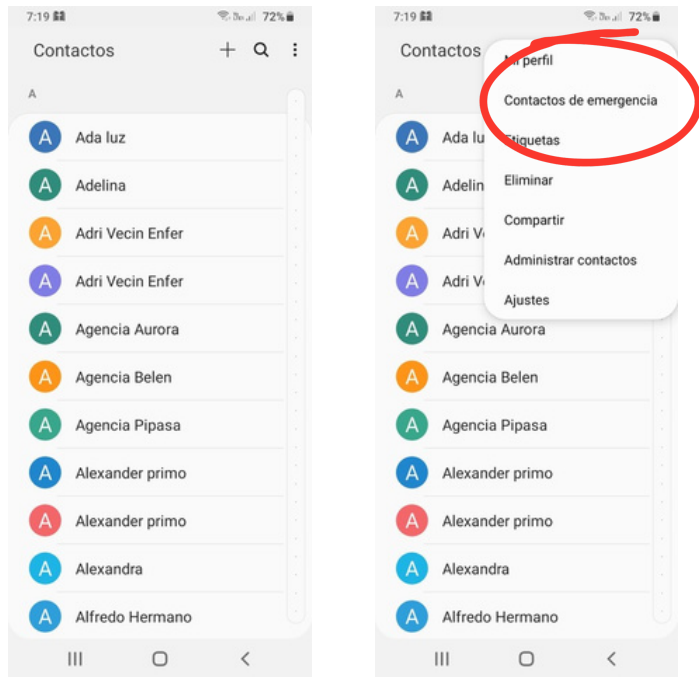 7:19 72%
Contactos
A
A Ada luz
A Adelina
A Adri Vecin Enfer
A Adri Vecin Enfer
A Agencia Aurora
A Agencia Belen
A Agencia Pipasa
A Alexander primo
A Alexander primo
A Alexandra
A Alfredo Hermano
7:19 72%
Contactos
A
Mi perfil
Contactos de emergencia
Etiquetas
Eliminar
Compartir
Administrar contactos
Ajustes
A Ada lu
A Adelin
A Adri V
A Adri V
A Agencia Aurora
A Agencia Belen
A Agencia Pipasa
A Alexander primo
A Alexander primo
A Alexandra
A Alfredo Hermano